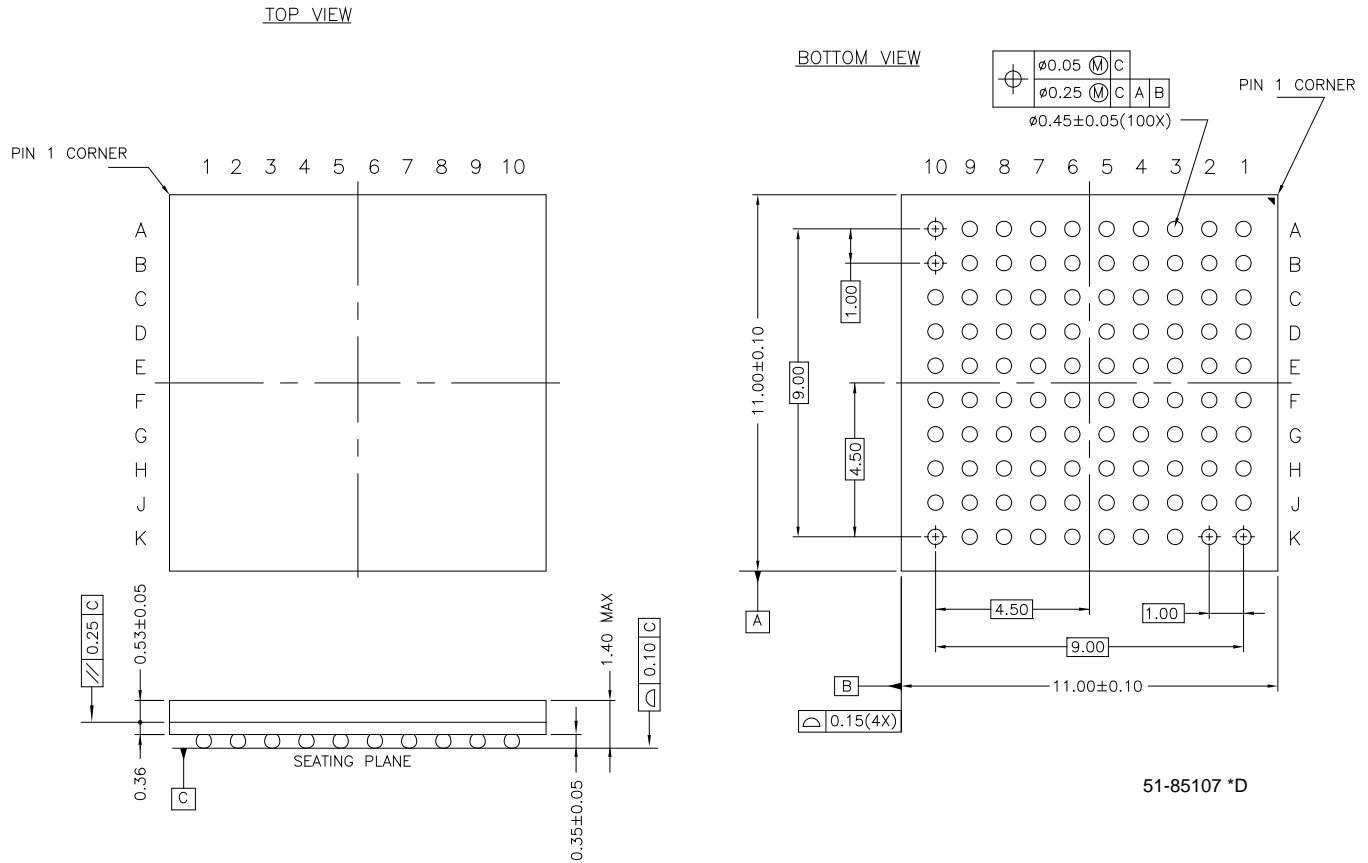 TOP VIEW
PIN 1 CORNER
1 2 3 4 5 6 7 8 9 10
A
B
C
D
E
F
G
H
J
K
⫽ 0.25 C
0.53±0.05
0.36
C
SEATING PLANE
1.40 MAX
0.35±0.05
⌓ 0.10 C
BOTTOM VIEW
⌖ ø0.05 Ⓜ C
ø0.25 Ⓜ C A B
ø0.45±0.05(100X)
PIN 1 CORNER
10 9 8 7 6 5 4 3 2 1
A
B
C
D
E
F
G
H
J
K
11.00±0.10
9.00
1.00
4.50
A
4.50
1.00
9.00
B
11.00±0.10
⌓ 0.15(4X)
51-85107 *D